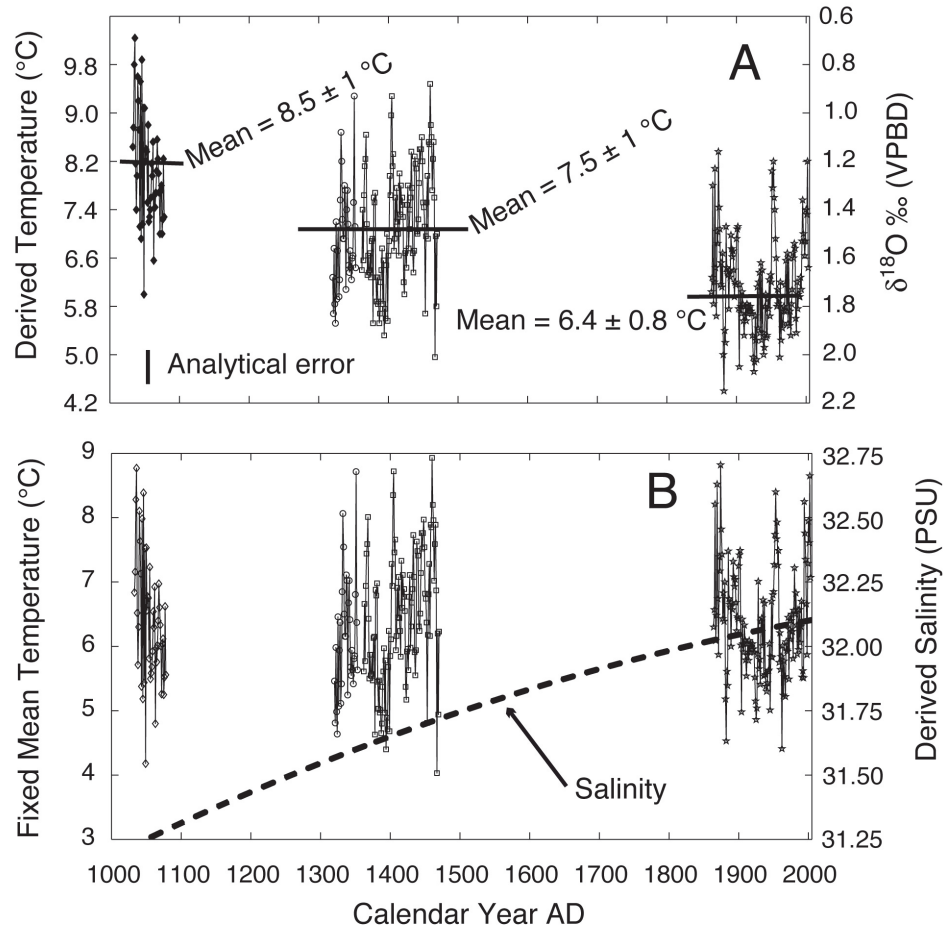 A
Derived Temperature (°C)
9.8
9.0
8.2
7.4
6.6
5.8
5.0
4.2
Mean = 8.5 ± 1 °C
Mean = 7.5 ± 1 °C
Mean = 6.4 ± 0.8 °C
Analytical error
0.6
0.8
1.0
1.2
1.4
1.6
1.8
2.0
2.2
δ¹⁸O ‰ (VPBD)
B
Fixed Mean Temperature (°C)
9
8
7
6
5
4
3
Salinity
32.75
32.50
32.25
32.00
31.75
31.50
31.25
Derived Salinity (PSU)
1000 1100 1200 1300 1400 1500 1600 1700 1800 1900 2000
Calendar Year AD